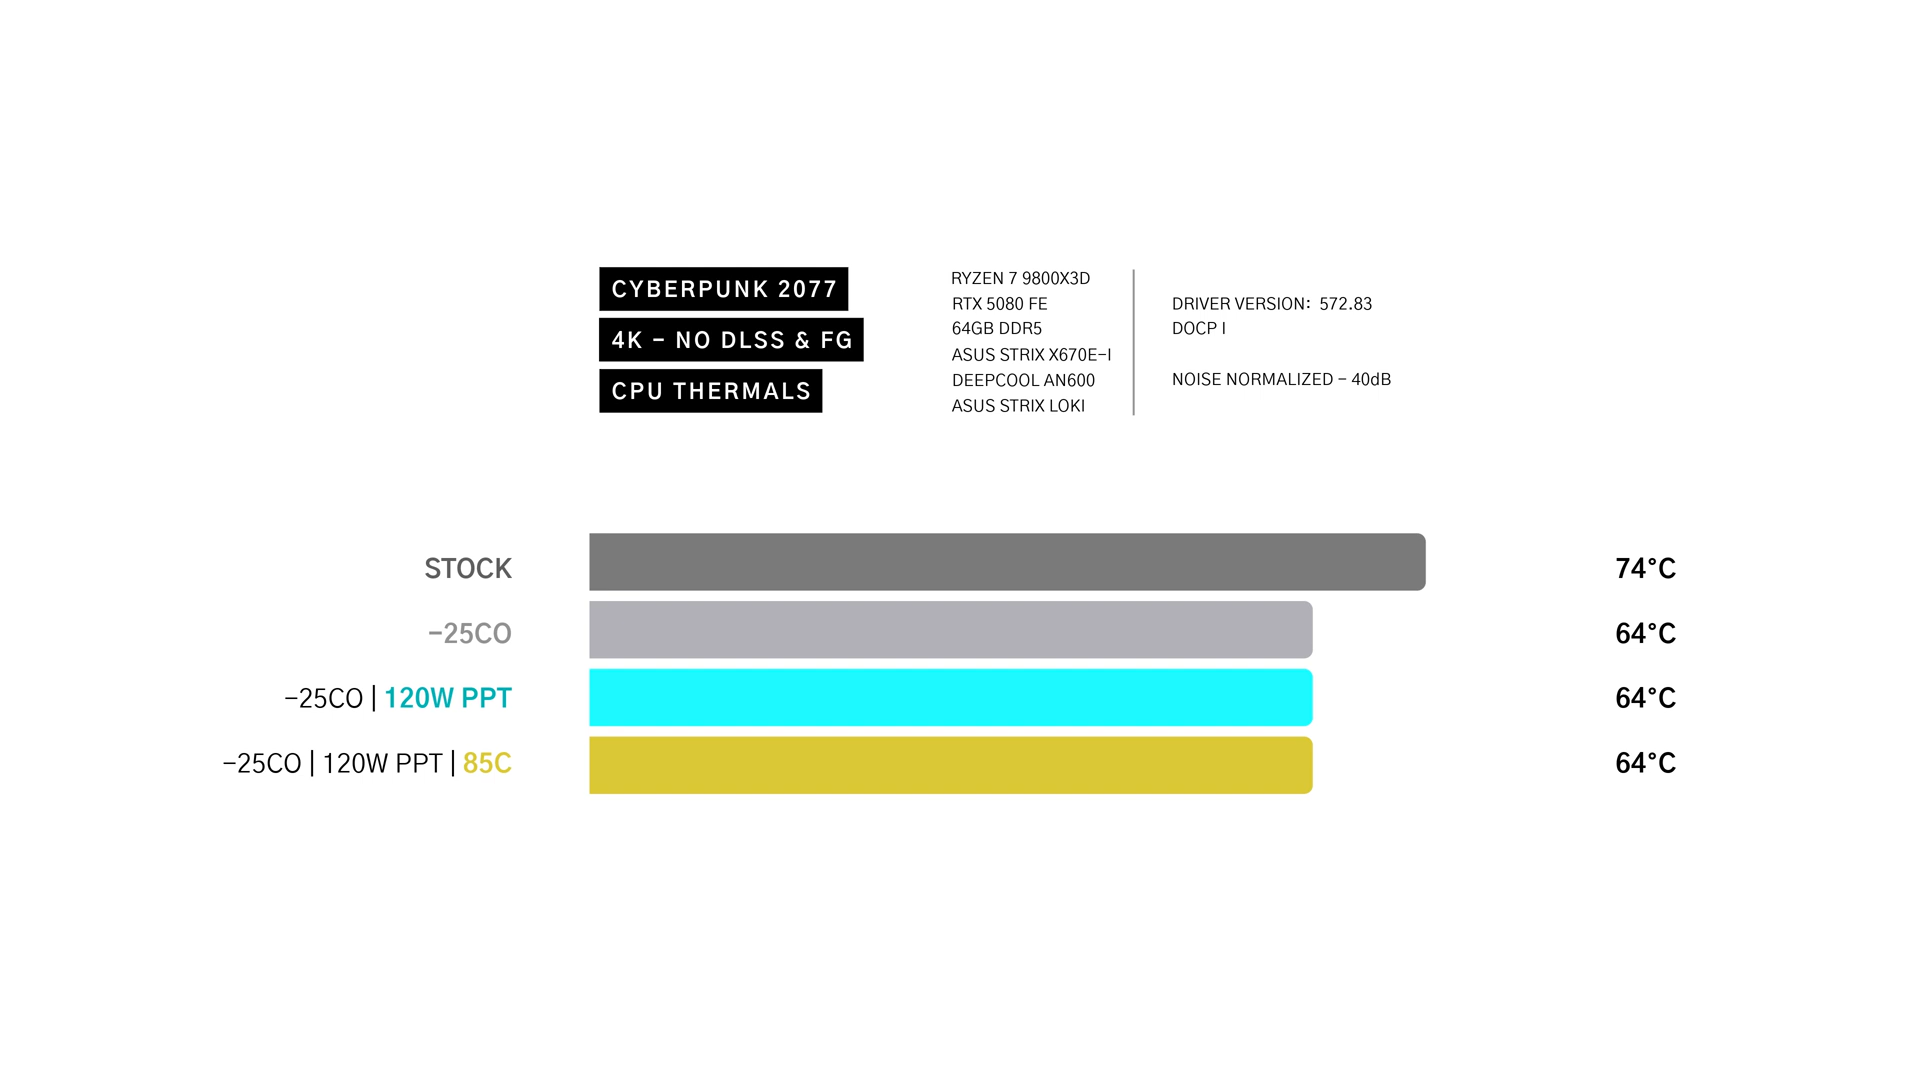 CYBERPUNK 2077
4K – NO DLSS & FG
CPU THERMALS
RYZEN 7 9800X3D
RTX 5080 FE
64GB DDR5
ASUS STRIX X670E–I
DEEPCOOL AN600
ASUS STRIX LOKI
DRIVER VERSION: 572.83
DOCP I
NOISE NORMALIZED – 40dB
STOCK 74°C
–25CO 64°C
–25CO | 120W PPT 64°C
–25CO | 120W PPT | 85C 64°C